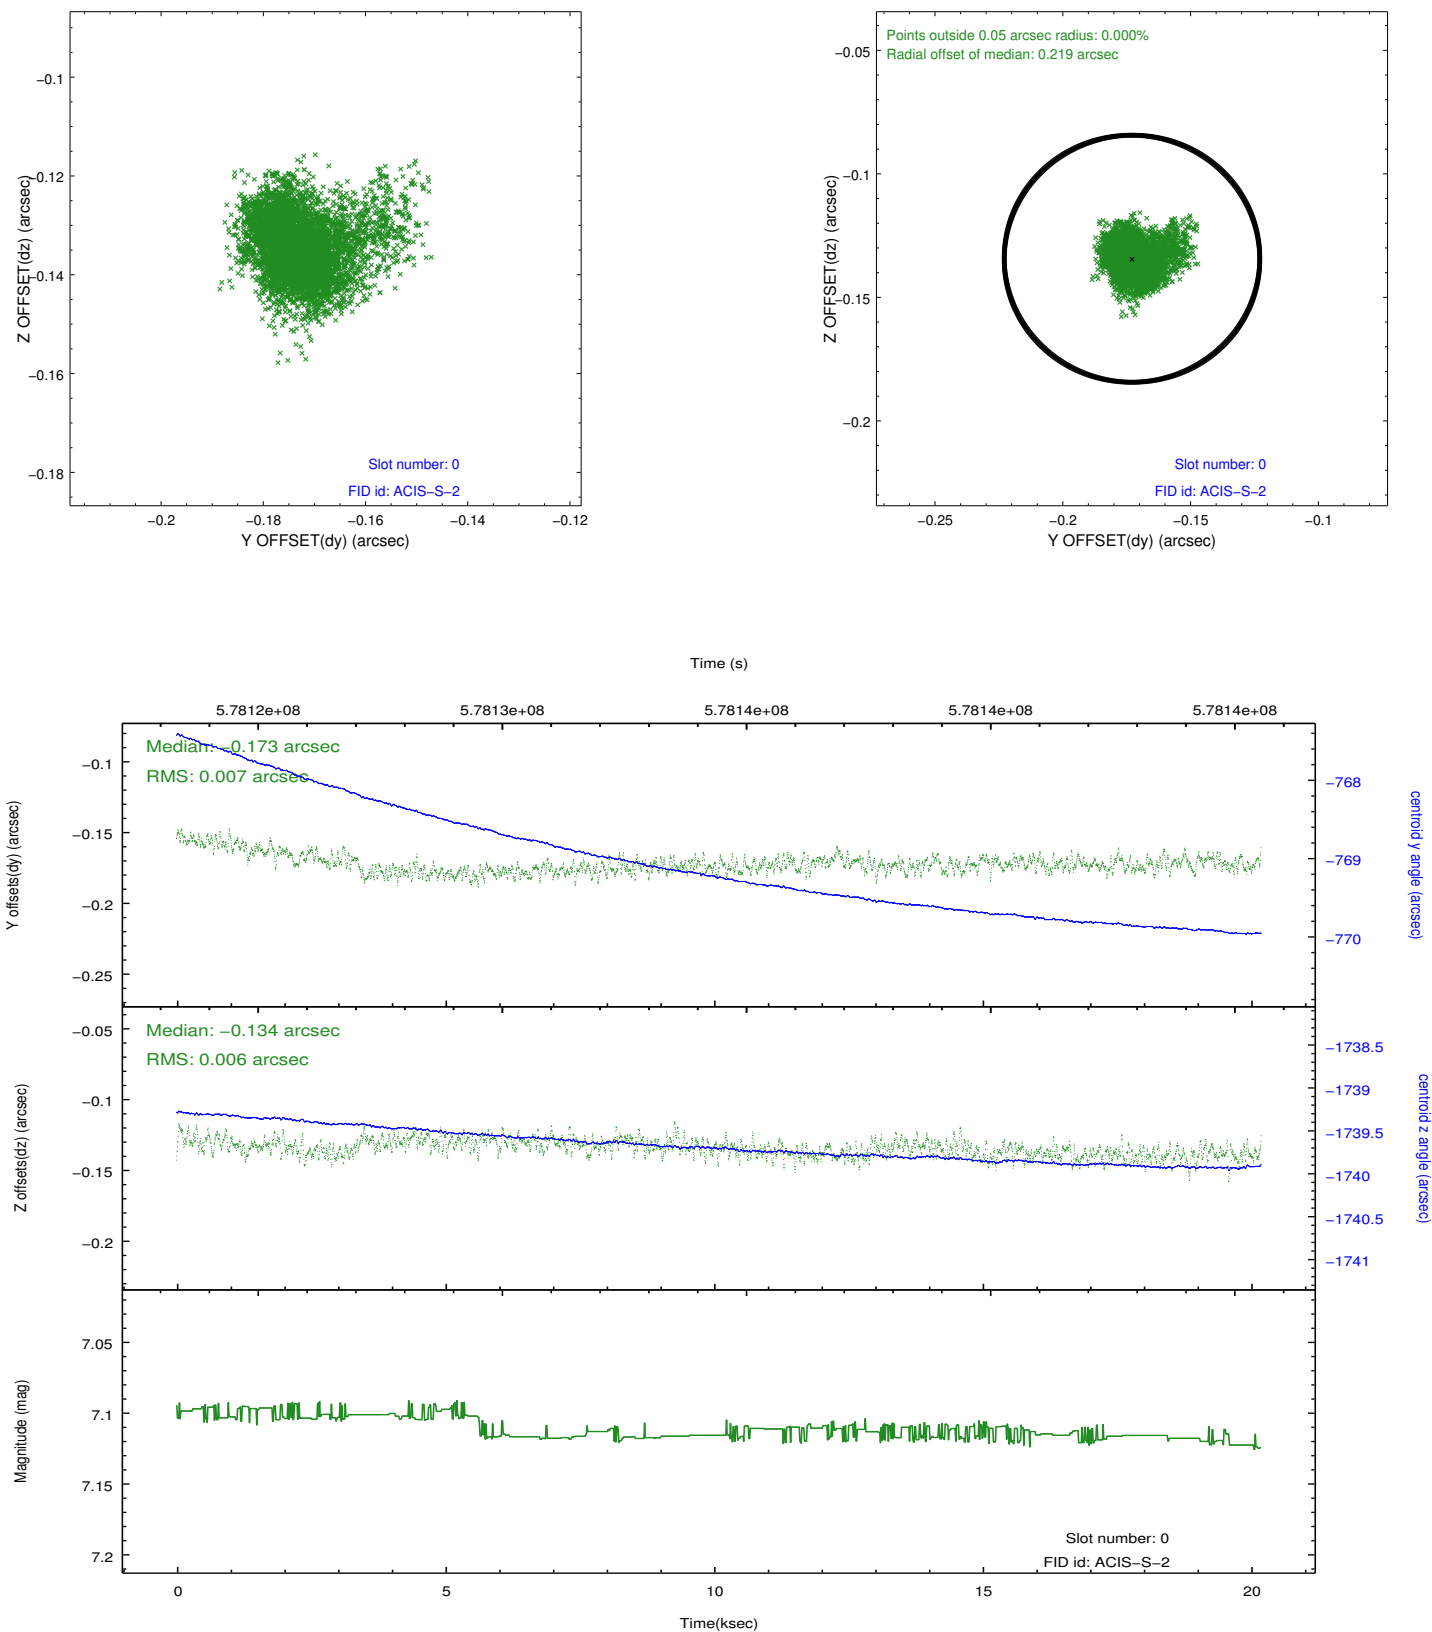 −0.1
−0.12
−0.14
−0.16
−0.18
Z OFFSET(dz) (arcsec)
Slot number: 0
FID id: ACIS−S−2
−0.2
−0.18
−0.16
−0.14
−0.12
Y OFFSET(dy) (arcsec)
Points outside 0.05 arcsec radius: 0.000%
Radial offset of median: 0.219 arcsec
−0.05
−0.1
−0.15
−0.2
Z OFFSET(dz) (arcsec)
Slot number: 0
FID id: ACIS−S−2
−0.25
−0.2
−0.15
−0.1
Y OFFSET(dy) (arcsec)
Time (s)
5.7812e+08
5.7813e+08
5.7814e+08
5.7814e+08
5.7814e+08
Median: −0.173 arcsec
RMS: 0.007 arcsec
−0.1
−0.15
−0.2
−0.25
Y offsets(dy) (arcsec)
−768
−769
−770
centroid y angle (arcsec)
Median: −0.134 arcsec
RMS: 0.006 arcsec
−0.05
−0.1
−0.15
−0.2
Z offsets(dz) (arcsec)
−1738.5
−1739
−1739.5
−1740
−1740.5
−1741
centroid z angle (arcsec)
7.05
7.1
7.15
7.2
Magnitude (mag)
Slot number: 0
FID id: ACIS−S−2
0
5
10
15
20
Time(ksec)